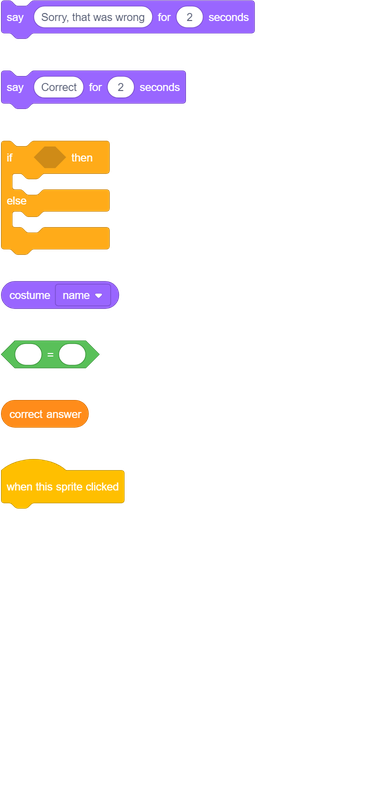 say Sorry, that was wrong for 2 seconds
say Correct for 2 seconds
if then
else
costume name
=
correct answer
when this sprite clicked